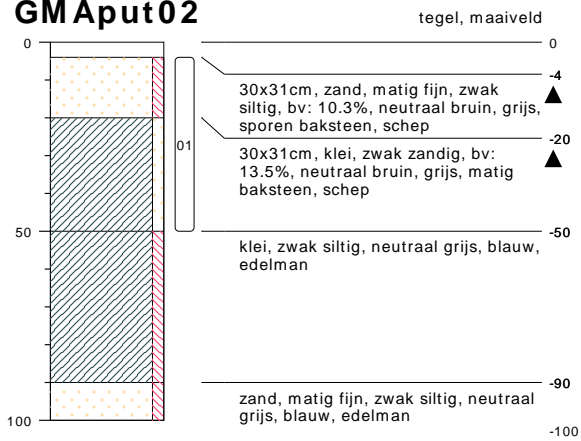 GMAput02
tegel, maaiveld
0
0
-4
30x31cm, zand, matig fijn, zwak
siltig, bv: 10.3%, neutraal bruin, grijs,
sporen baksteen, schep
-20
01
30x31cm, klei, zwak zandig, bv:
13.5%, neutraal bruin, grijs, matig
baksteen, schep
50
-50
klei, zwak siltig, neutraal grijs, blauw,
edelman
-90
zand, matig fijn, zwak siltig, neutraal
grijs, blauw, edelman
100
-100